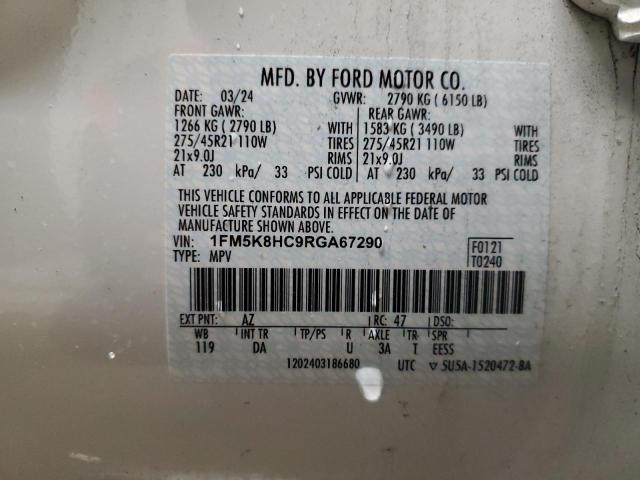 MFD. BY FORD MOTOR CO.
DATE: 03/24 GVWR: 2790 KG ( 6150 LB)
FRONT GAWR: REAR GAWR:
1266 KG ( 2790 LB) WITH 1583 KG ( 3490 LB) WITH
275/45R21 110W TIRES 275/45R21 110W TIRES
21x9.0J RIMS 21x9.0J RIMS
AT 230 kPa/ 33 PSI COLD AT 230 kPa/ 33 PSI COLD
THIS VEHICLE CONFORMS TO ALL APPLICABLE FEDERAL MOTOR
VEHICLE SAFETY STANDARDS IN EFFECT ON THE DATE OF
MANUFACTURE SHOWN ABOVE.
VIN: 1FM5K8HC9RGA67290 F0121
TYPE: MPV T0240
EXT PNT: AZ RC: 47 DSO:
WB INT TR TP/PS R AXLE TR SPR
119 DA U 3A T EESS
1202403186680 UTC ▽ 5U5A-1520472-BA